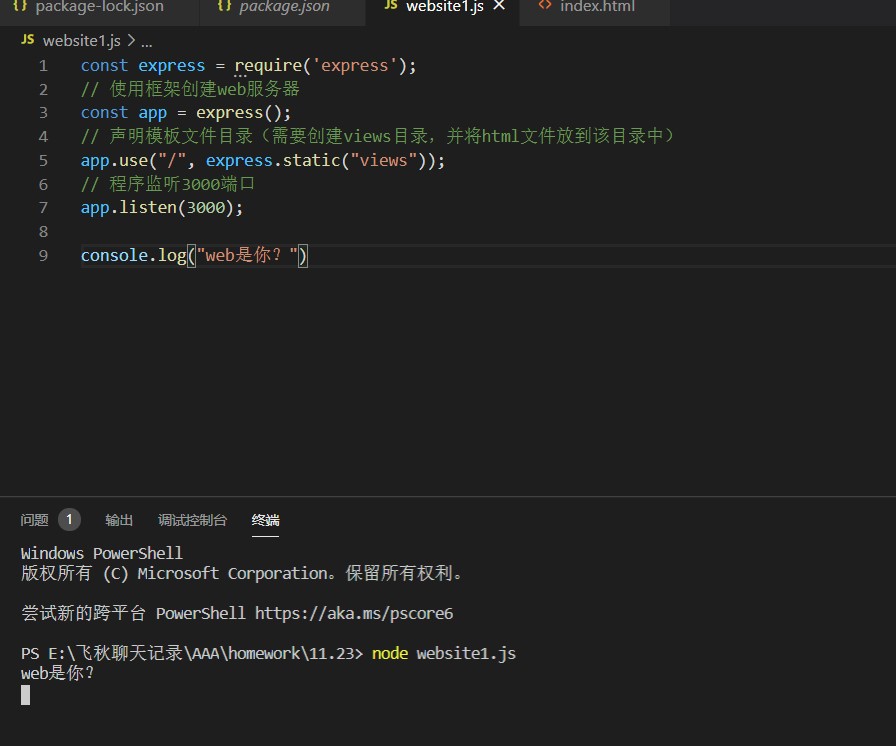 {} package-lock.json {} package.json JS website1.js × <> index.html
JS website1.js > ...
1 const express = require('express');
2 // 使用框架创建web服务器
3 const app = express();
4 // 声明模板文件目录（需要创建views目录，并将html文件放到该目录中）
5 app.use("/", express.static("views"));
6 // 程序监听3000端口
7 app.listen(3000);
8
9 console.log("web是你？")
问题 1 输出 调试控制台 终端
Windows PowerShell
版权所有 (C) Microsoft Corporation。保留所有权利。
尝试新的跨平台 PowerShell https://aka.ms/pscore6
PS E:\飞秋聊天记录\AAA\homework\11.23> node website1.js
web是你？